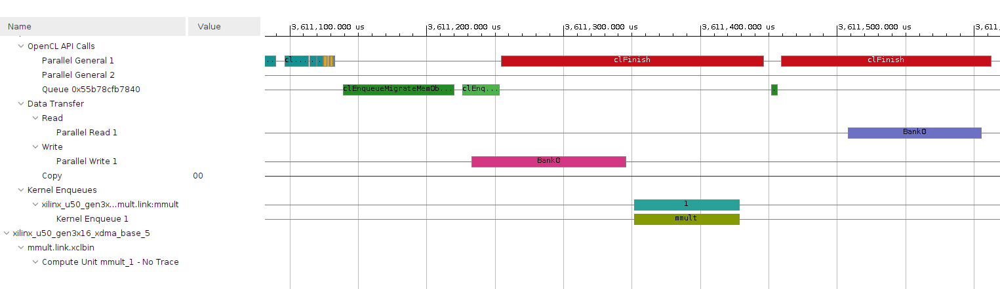 Name Value 3,611,100.000 us 3,611,200.000 us 3,611,300.000 us 3,611,400.000 us 3,611,500.000 us 3,611,
OpenCL API Calls
Parallel General 1 .. cl... . . clFinish clFinish
Parallel General 2
Queue 0x55b78cfb7840 clEnqueueMigrateMemOb... clEnq... .
Data Transfer
Read
Parallel Read 1 Bank0
Write
Parallel Write 1 Bank0
Copy 00
Kernel Enqueues
xilinx_u50_gen3x...mult.link:mmult 1
Kernel Enqueue 1 mmult
xilinx_u50_gen3x16_xdma_base_5
mmult.link.xclbin
Compute Unit mmult_1 - No Trace